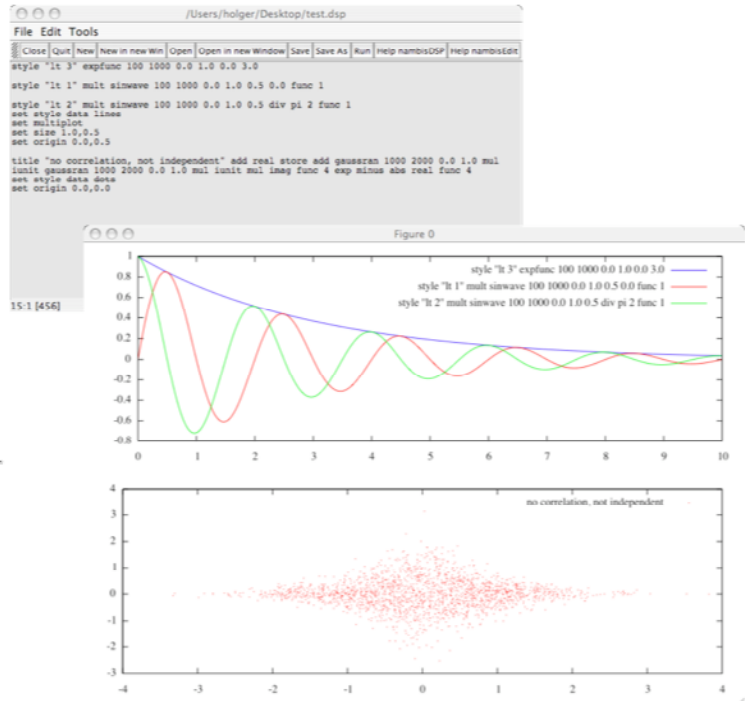 /Users/holger/Desktop/test.dsp
File Edit Tools
Close Quit New New in new Win Open Open in new Window Save Save As Run Help nambisDSP Help nambisEdit
style "lt 3" expfunc 100 1000 0.0 1.0 0.0 3.0
style "lt 1" mult sinwave 100 1000 0.0 1.0 0.5 0.0 func 1
style "lt 2" mult sinwave 100 1000 0.0 1.0 0.5 div pi 2 func 1
set style data lines
set multiplot
set size 1.0,0.5
set origin 0.0,0.5
title "no correlation, not independent" add real store add gaussran 1000 2000 0.0 1.0 mul
iunit gaussran 1000 2000 0.0 1.0 mul iunit mul imag func 4 exp minus abs real func 4
set style data dots
set origin 0.0,0.0
15:1 [456]
Figure 0
style "lt 3" expfunc 100 1000 0.0 1.0 0.0 3.0
style "lt 1" mult sinwave 100 1000 0.0 1.0 0.5 0.0 func 1
style "lt 2" mult sinwave 100 1000 0.0 1.0 0.5 div pi 2 func 1
1
0.8
0.6
0.4
0.2
0
-0.2
-0.4
-0.6
-0.8
0 1 2 3 4 5 6 7 8 9 10
no correlation, not independent
4
3
2
1
0
-1
-2
-3
-4 -3 -2 -1 0 1 2 3 4